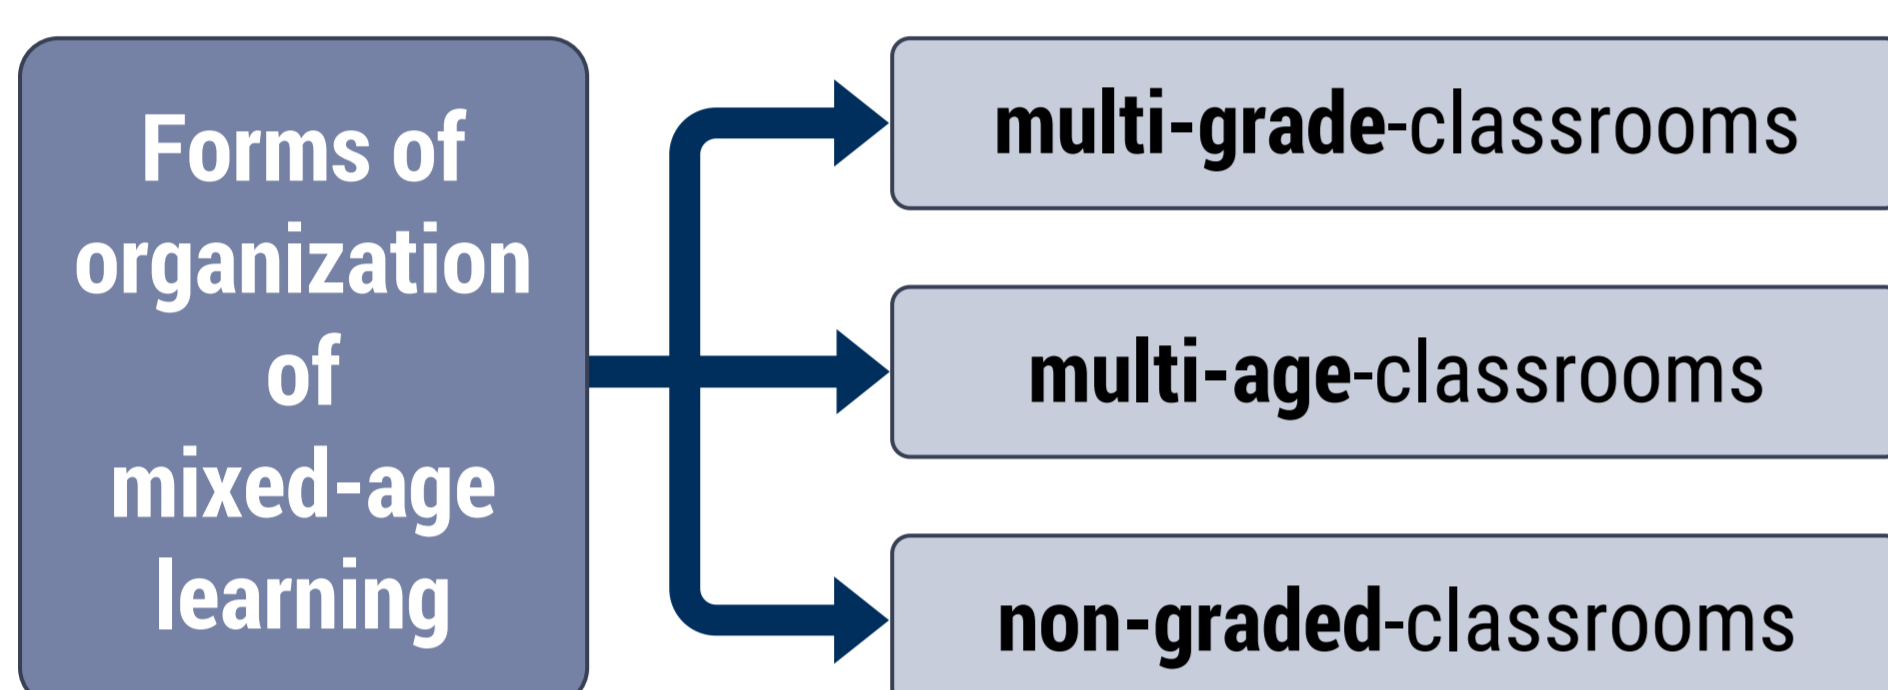 Forms of
organization
of
mixed-age
learning
multi-grade-classrooms
multi-age-classrooms
non-graded-classrooms